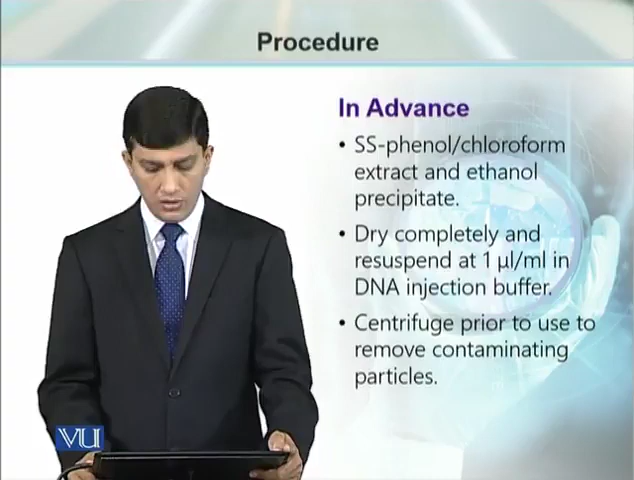 Procedure
In Advance
• SS-phenol/chloroform
extract and ethanol
precipitate.
• Dry completely and
resuspend at 1 µl/ml in
DNA injection buffer.
• Centrifuge prior to use to
remove contaminating
particles.
VU